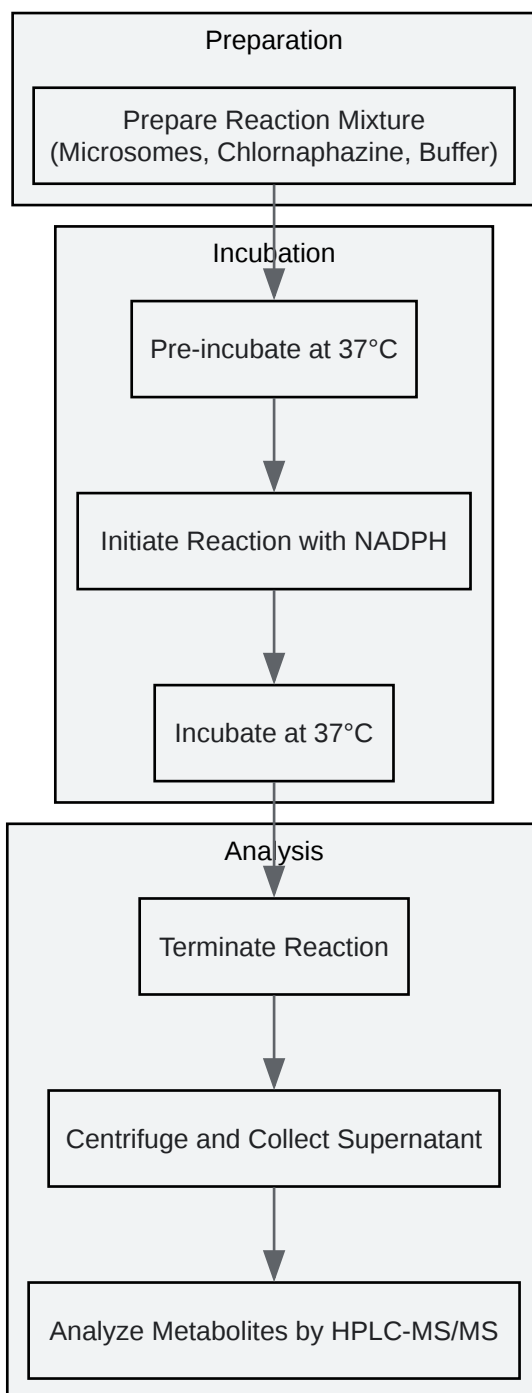 Preparation
Prepare Reaction Mixture
(Microsomes, Chlornaphazine, Buffer)
Incubation
Pre-incubate at 37°C
Initiate Reaction with NADPH
Incubate at 37°C
Analysis
Terminate Reaction
Centrifuge and Collect Supernatant
Analyze Metabolites by HPLC-MS/MS